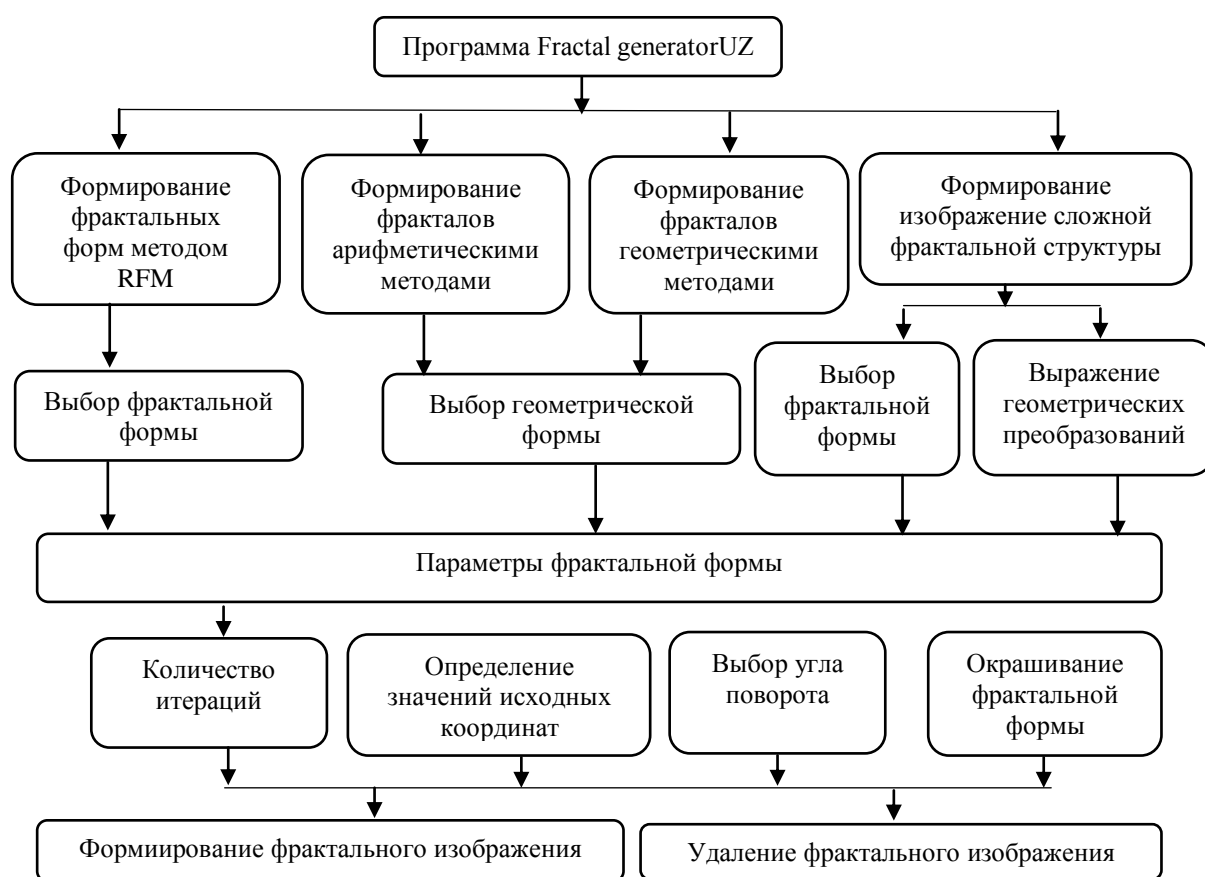 Программа Fractal generatorUZ
Формирование
фрактальных
форм методом
RFM
Формирование
фракталов
арифметическими
методами
Формирование
фракталов
геометрическими
методами
Формирование
изображение сложной
фрактальной структуры
Выбор фрактальной
формы
Выбор геометрической
формы
Выбор
фрактальной
формы
Выражение
геометрических
преобразований
Параметры фрактальной формы
Количество
итераций
Определение
значений исходных
координат
Выбор угла
поворота
Окрашивание
фрактальной
формы
Формиирование фрактального изображения
Удаление фрактального изображения